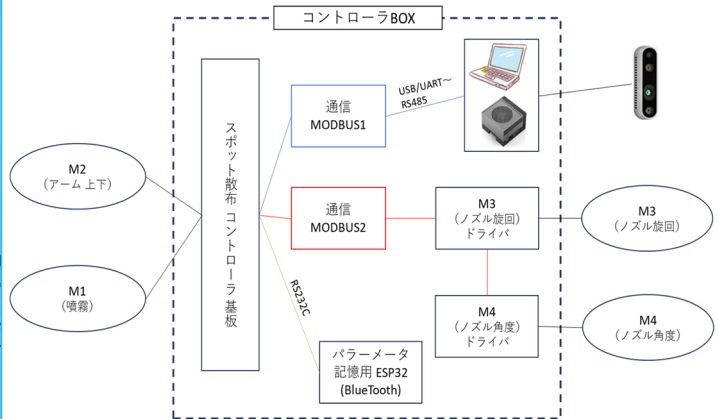 コントローラBOX
スポット散布 コントローラ 基板
通信
MODBUS1
USB/UART～
RS485
M2
（アーム 上下）
通信
MODBUS2
M3
（ノズル旋回）
ドライバ
M3
（ノズル旋回）
M1
（噴霧）
RS232C
M4
（ノズル角度）
ドライバ
M4
（ノズル角度）
パラーメータ
記憶用 ESP32
(BlueTooth)